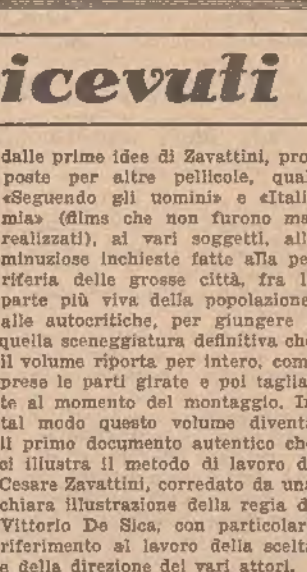 icevuti
dalle prime idee di Zavattini, pro
poste per altre pellicole, qual
«Seguendo gli uomini» e «Itali
mia» (films che non furono ma
realizzati), ai vari soggetti, all
minuziose inchieste fatte alla pe
riferia delle grosse città, fra l
parte più viva della popolazione
alle autocritiche, per giungere
quella sceneggiatura definitiva che
il volume riporta per intero, com
prese le parti girate e poi taglia
te al momento del montaggio. In
tal modo questo volume diventa
il primo documento autentico che
ci illustra il metodo di lavoro d
Cesare Zavattini, corredato da una
chiara illustrazione della regia d
Vittorio De Sica, con particolar
riferimento al lavoro della scelta
e della direzione dei vari attori.